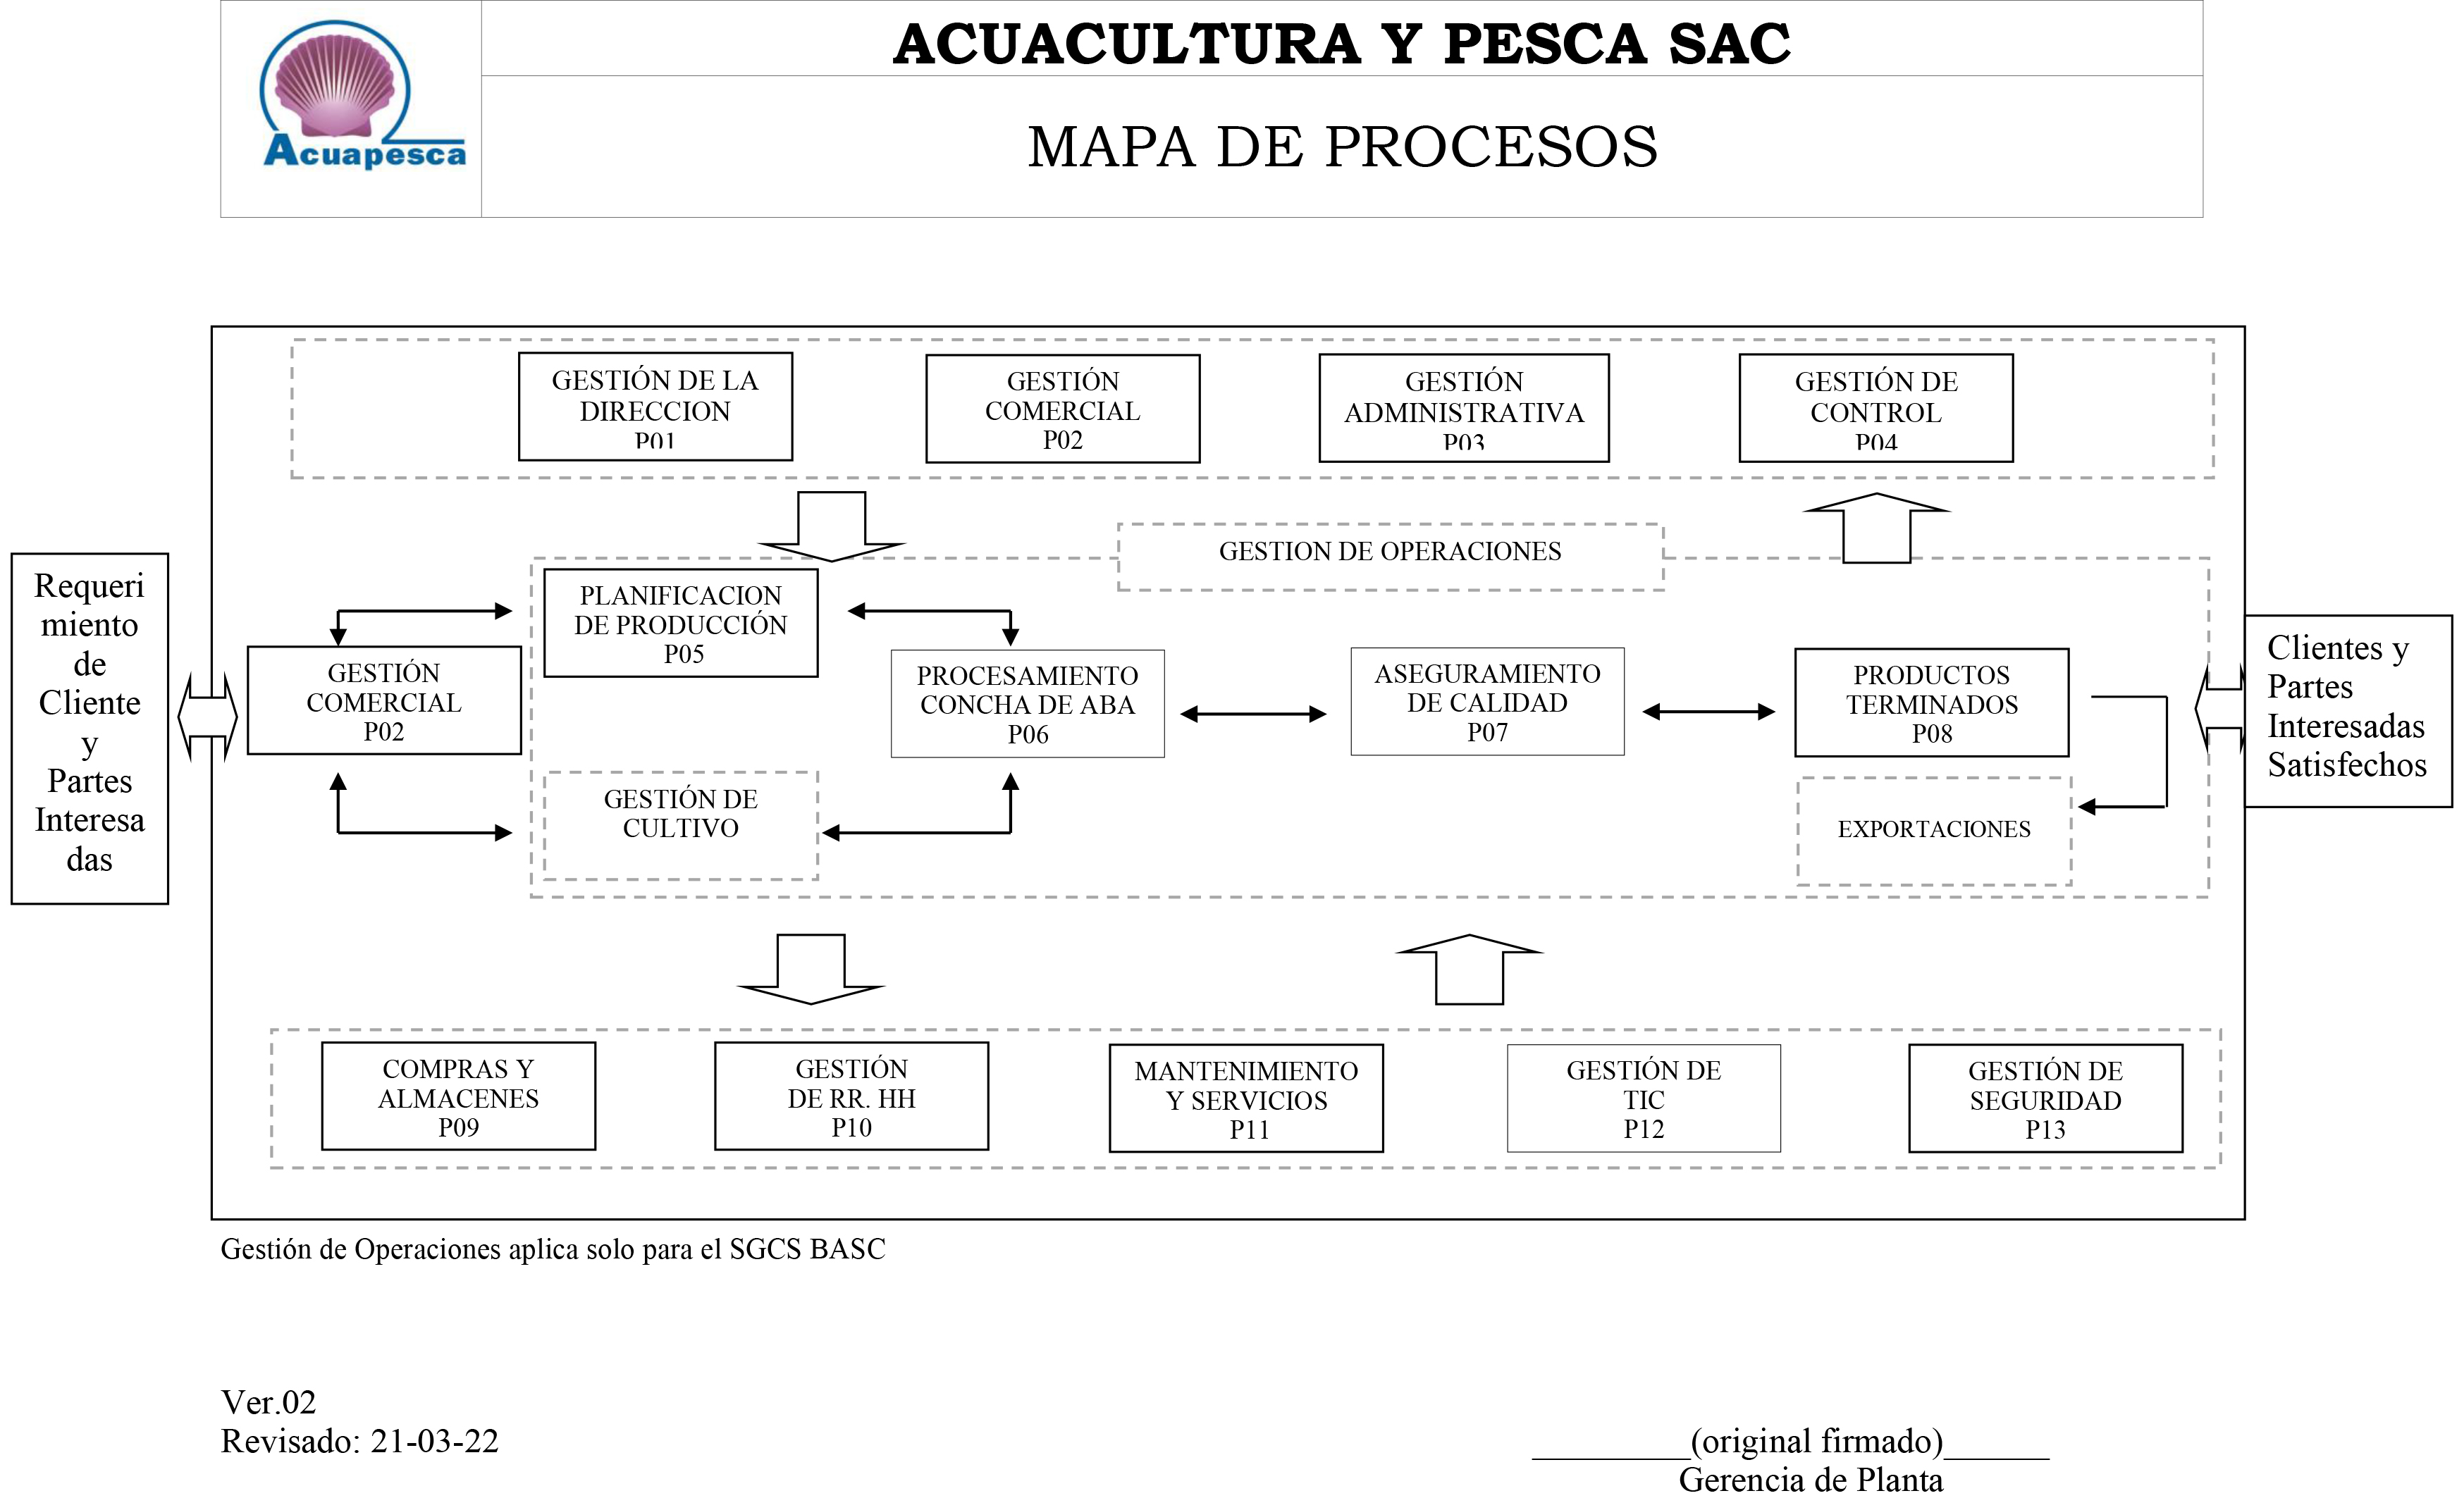 Acuapesca
ACUACULTURA Y PESCA SAC
MAPA DE PROCESOS
GESTIÓN DE LA
DIRECCION
P01
GESTIÓN
COMERCIAL
P02
GESTIÓN
ADMINISTRATIVA
P03
GESTIÓN DE
CONTROL
P04
GESTION DE OPERACIONES
Requeri
miento
de
Cliente
y
Partes
Interesa
das
GESTIÓN
COMERCIAL
P02
PLANIFICACION
DE PRODUCCIÓN
P05
GESTIÓN DE
CULTIVO
PROCESAMIENTO
CONCHA DE ABA
P06
ASEGURAMIENTO
DE CALIDAD
P07
PRODUCTOS
TERMINADOS
P08
EXPORTACIONES
Clientes y
Partes
Interesadas
Satisfechos
COMPRAS Y
ALMACENES
P09
GESTIÓN
DE RR. HH
P10
MANTENIMIENTO
Y SERVICIOS
P11
GESTIÓN DE
TIC
P12
GESTIÓN DE
SEGURIDAD
P13
Gestión de Operaciones aplica solo para el SGCS BASC
Ver.02
Revisado: 21-03-22
_________(original firmado)______
Gerencia de Planta